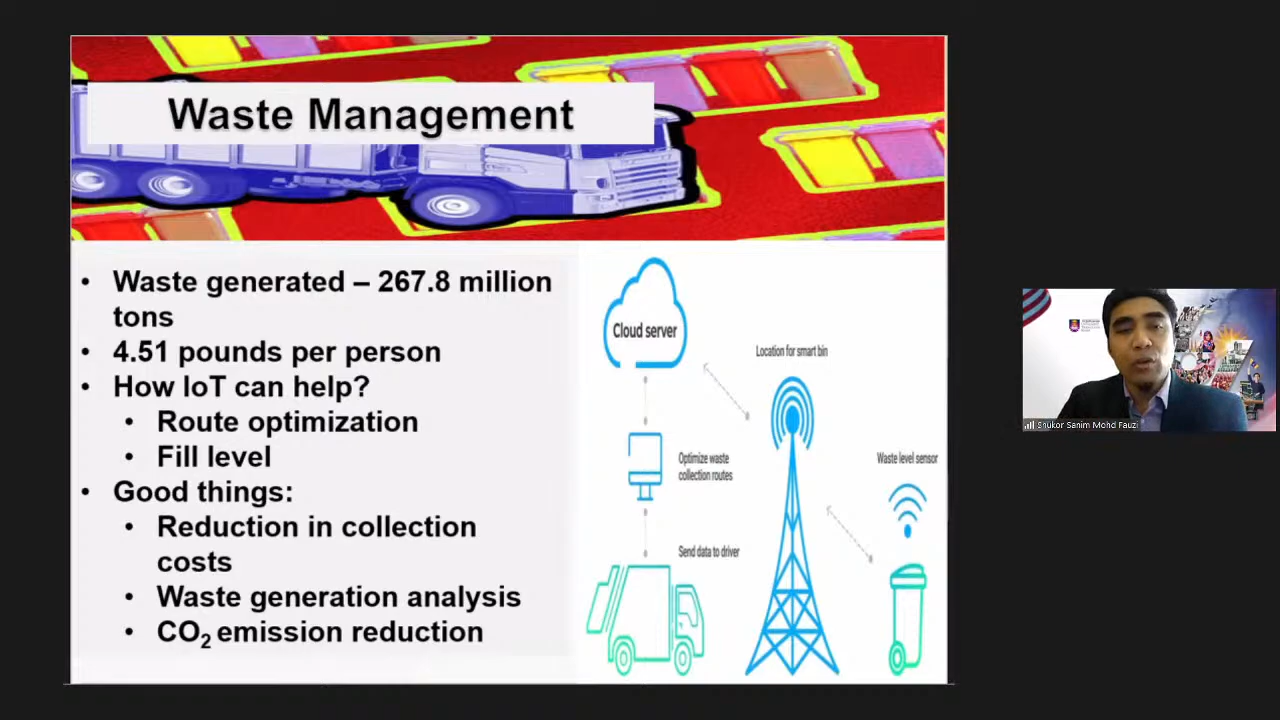 Waste Management
• Waste generated – 267.8 million
tons
• 4.51 pounds per person
• How IoT can help?
• Route optimization
• Fill level
• Good things:
• Reduction in collection
costs
• Waste generation analysis
• CO2 emission reduction
Cloud server
Location for smart bin
Optimize waste
collection routes
Waste level sensor
Send data to driver
Shukor Sanim Mohd Fauzi